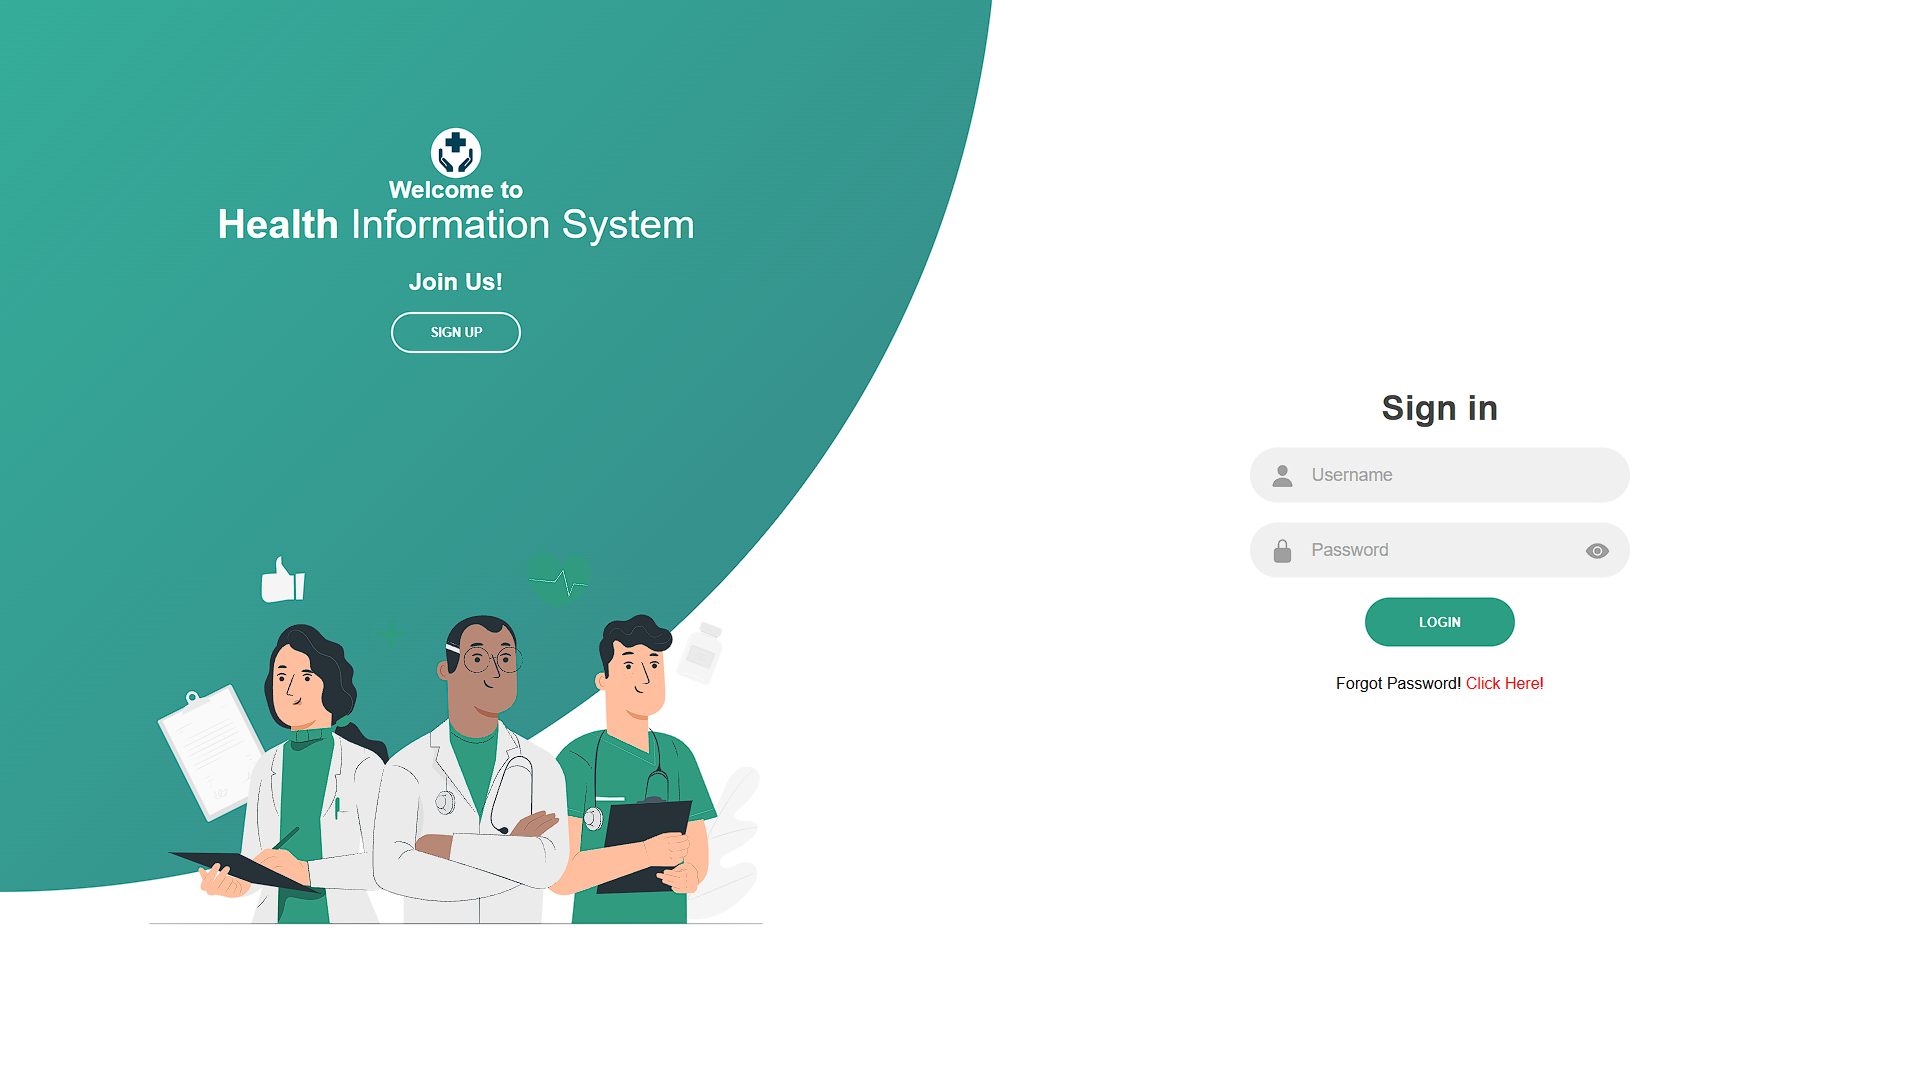 Welcome to
Health Information System
Join Us!
SIGN UP
Sign in
Username
Password
LOGIN
Forgot Password! Click Here!